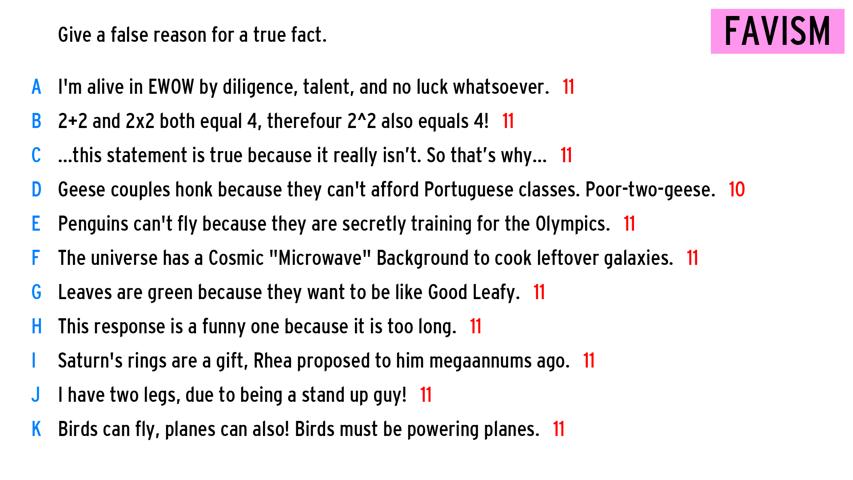 Give a false reason for a true fact.
FAVISM
A I'm alive in EWOW by diligence, talent, and no luck whatsoever. 11
B 2+2 and 2x2 both equal 4, therefour 2^2 also equals 4! 11
C ...this statement is true because it really isn’t. So that’s why... 11
D Geese couples honk because they can't afford Portuguese classes. Poor-two-geese. 10
E Penguins can't fly because they are secretly training for the Olympics. 11
F The universe has a Cosmic "Microwave" Background to cook leftover galaxies. 11
G Leaves are green because they want to be like Good Leafy. 11
H This response is a funny one because it is too long. 11
I Saturn's rings are a gift, Rhea proposed to him megaannums ago. 11
J I have two legs, due to being a stand up guy! 11
K Birds can fly, planes can also! Birds must be powering planes. 11